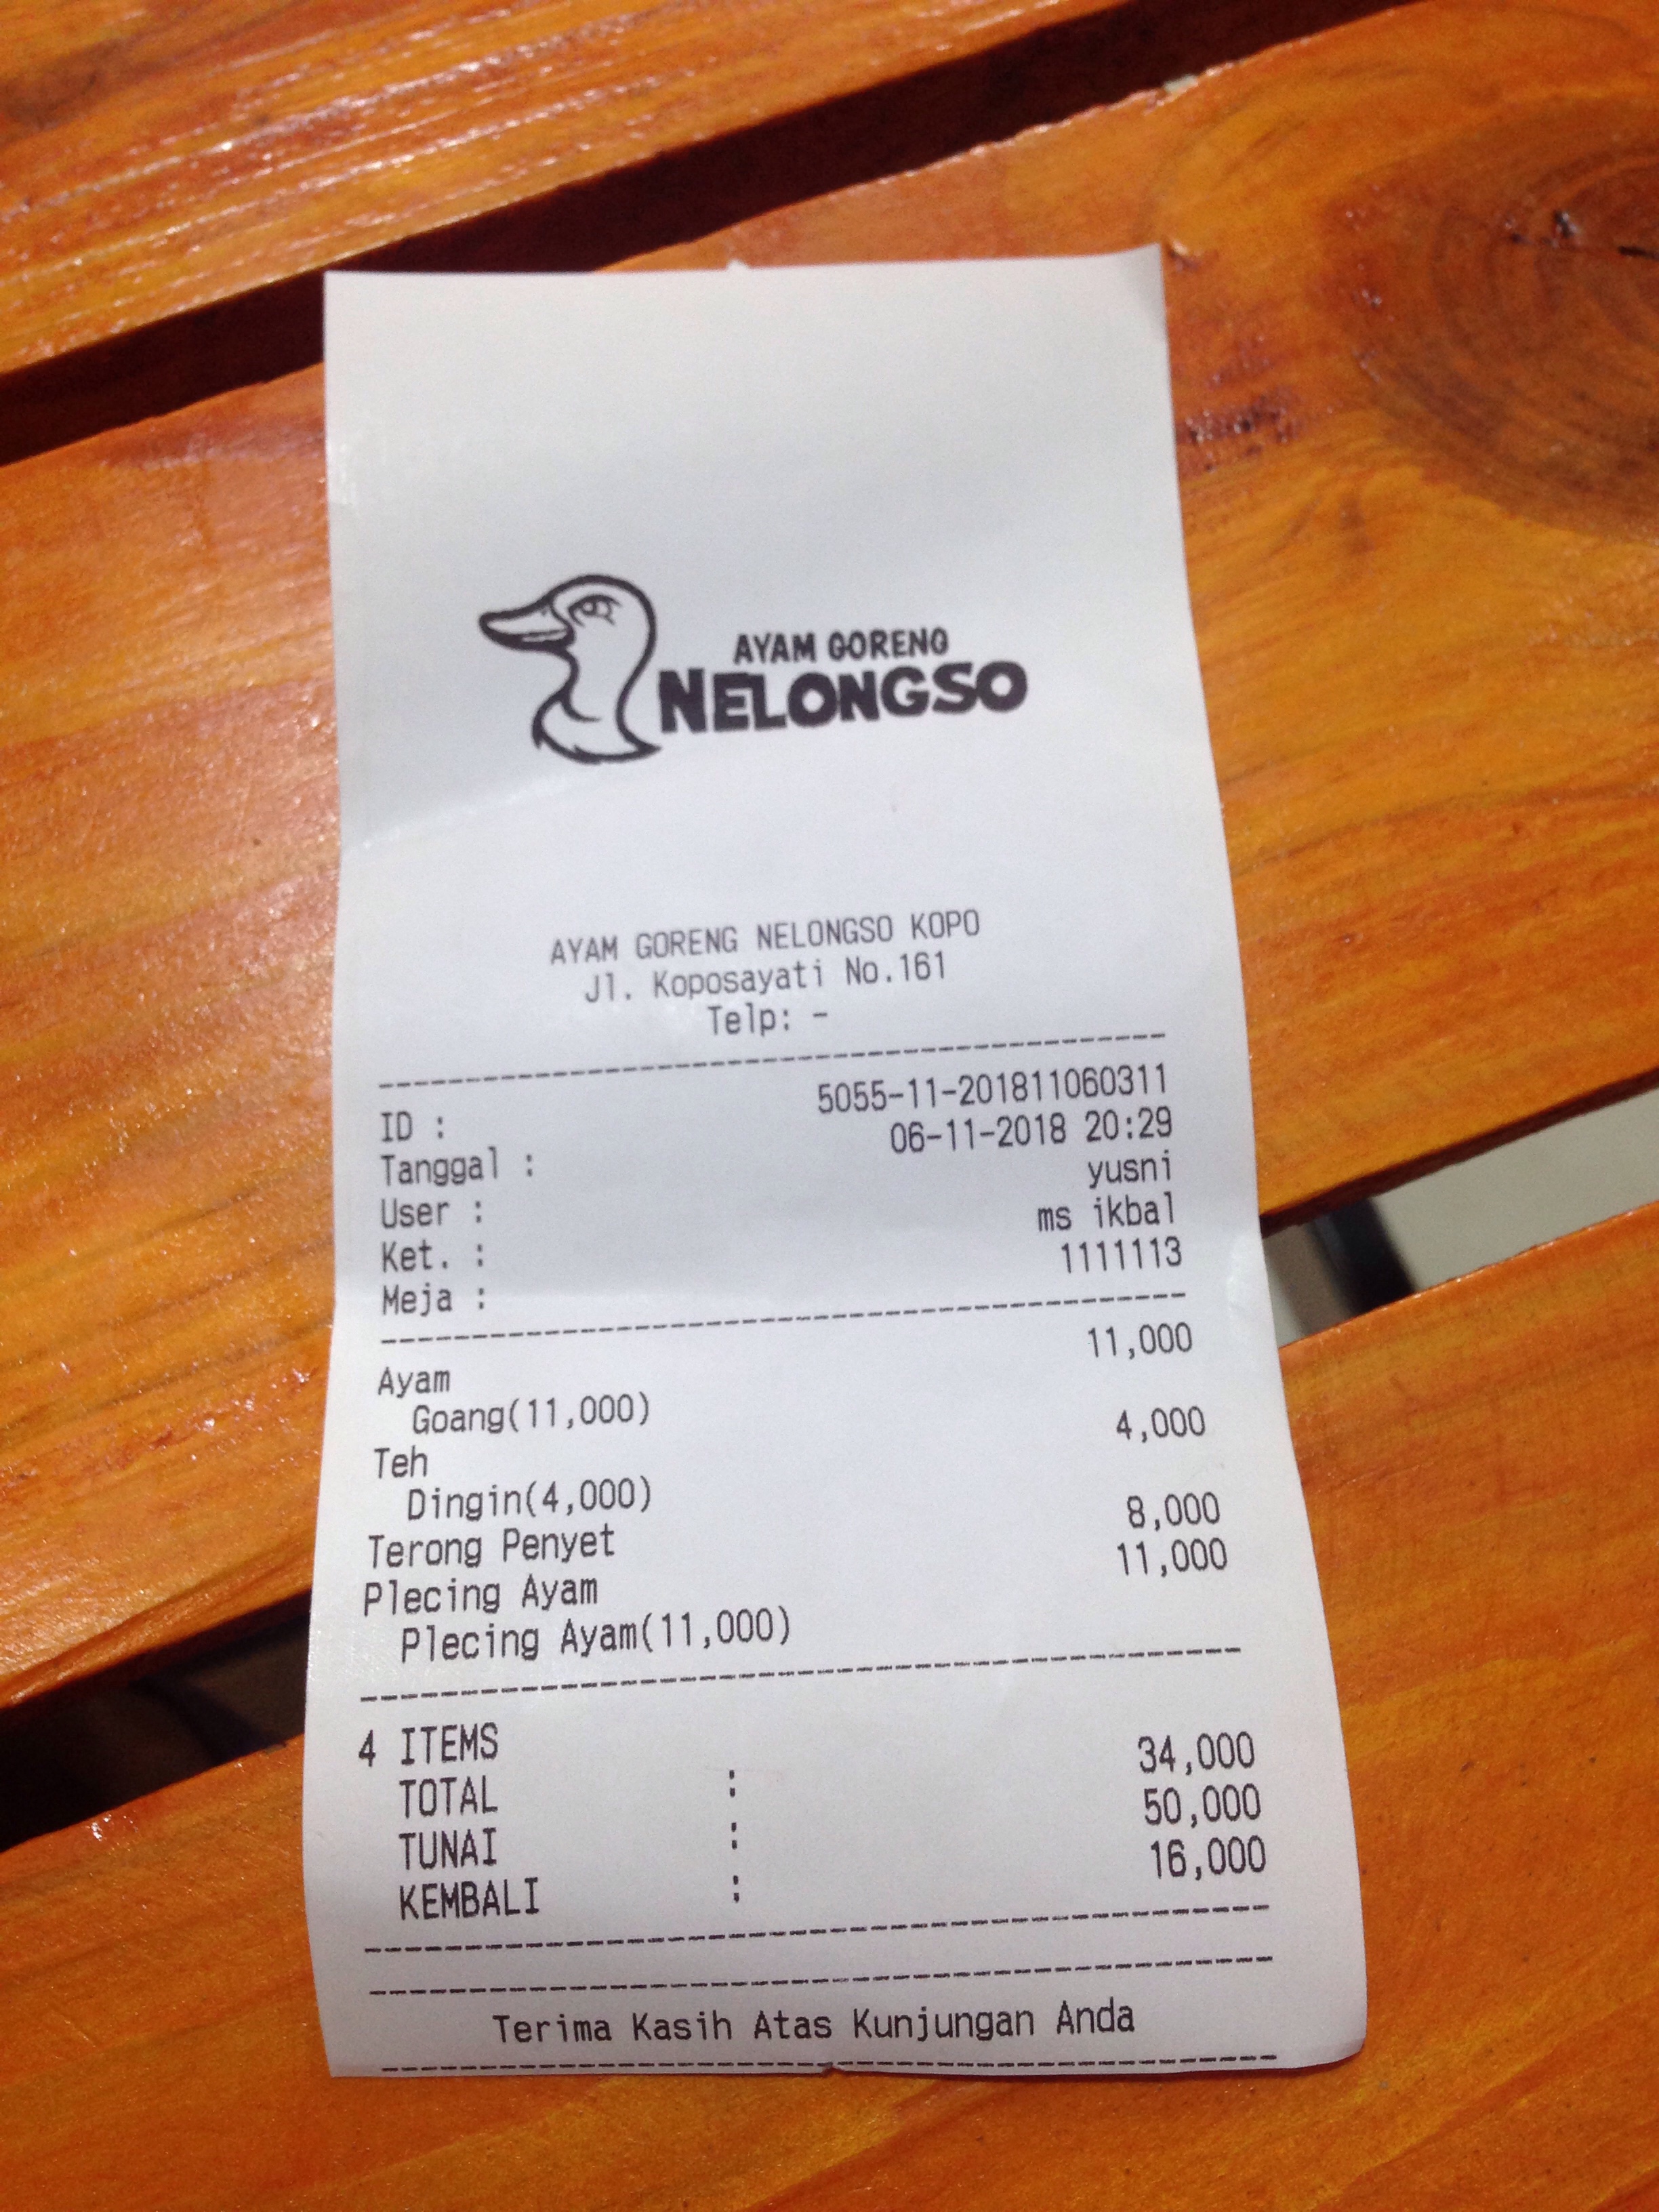 AYAM GORENG
NELONGSO
AYAM GORENG NELONGSO KOPO
Jl. Koposayati No.161
Telp: -
ID : 5055-11-201811060311
Tanggal : 06-11-2018 20:29
User : yusni
Ket. : ms ikbal
Meja : 1111113
Ayam 11,000
Goang(11,000)
Teh 4,000
Dingin(4,000)
Terong Penyet 8,000
Plecing Ayam 11,000
Plecing Ayam(11,000)
4 ITEMS
TOTAL : 34,000
TUNAI : 50,000
KEMBALI : 16,000
Terima Kasih Atas Kunjungan Anda